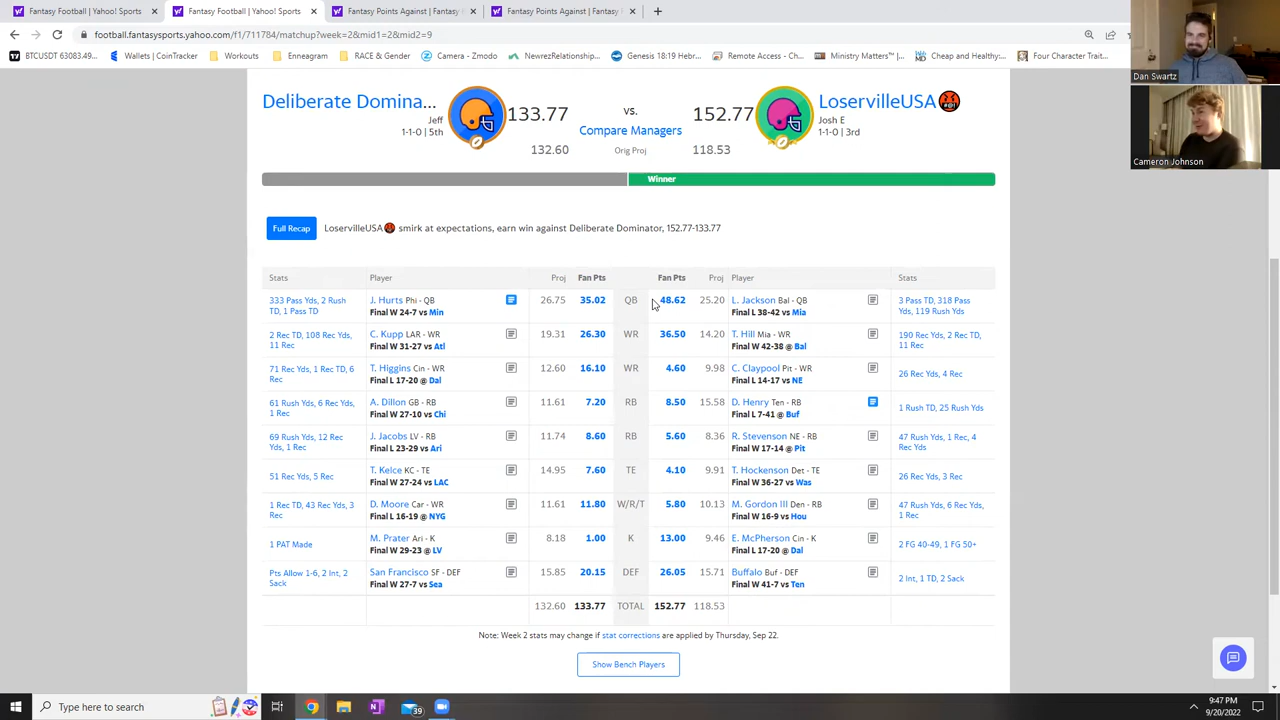 Fantasy Football | Yahoo! Sports
Fantasy Football | Yahoo! Sports
Fantasy Points Against | Fantasy
Fantasy Points Against | Fantasy A
football.fantasysports.yahoo.com/f1/711784/matchup?week=2&mid1=2&mid2=9
BTCUSDT 63083.49...
Wallets | CoinTracker
Workouts
Enneagram
RACE & Gender
Camera - Zmodo
NewrezRelationship...
Genesis 18:19 Hebr...
Remote Access - Ch...
Ministry Matters™ |...
Cheap and Healthy:...
Four Character Trait...
Dan Swartz
Cameron Johnson
Deliberate Domina...
Jeff
1-1-0 | 5th
133.77
132.60
vs.
Compare Managers
Orig Proj
152.77
118.53
LoservilleUSA
Josh E
1-1-0 | 3rd
Winner
Full Recap
LoservilleUSA smirk at expectations, earn win against Deliberate Dominator, 152.77-133.77
Stats Player Proj Fan Pts Fan Pts Proj Player Stats
333 Pass Yds, 2 Rush TD, 1 Pass TD
J. Hurts Phi - QB
Final W 24-7 vs Min
26.75 35.02 QB 48.62 25.20
L. Jackson Bal - QB
Final L 38-42 vs Mia
3 Pass TD, 318 Pass Yds, 119 Rush Yds
2 Rec TD, 108 Rec Yds, 11 Rec
C. Kupp LAR - WR
Final W 31-27 vs Atl
19.31 26.30 WR 36.50 14.20
T. Hill Mia - WR
Final W 42-38 @ Bal
190 Rec Yds, 2 Rec TD, 11 Rec
71 Rec Yds, 1 Rec TD, 6 Rec
T. Higgins Cin - WR
Final L 17-20 @ Dal
12.60 16.10 WR 4.60 9.98
C. Claypool Pit - WR
Final L 14-17 vs NE
26 Rec Yds, 4 Rec
61 Rush Yds, 6 Rec Yds, 1 Rec
A. Dillon GB - RB
Final W 27-10 vs Chi
11.61 7.20 RB 8.50 15.58
D. Henry Ten - RB
Final L 7-41 @ Buf
1 Rush TD, 25 Rush Yds
69 Rush Yds, 12 Rec Yds, 1 Rec
J. Jacobs LV - RB
Final L 23-29 vs Ari
11.74 8.60 RB 5.60 8.36
R. Stevenson NE - RB
Final W 17-14 @ Pit
47 Rush Yds, 1 Rec, 4 Rec Yds
51 Rec Yds, 5 Rec
T. Kelce KC - TE
Final W 27-24 vs LAC
14.95 7.60 TE 4.10 9.91
T. Hockenson Det - TE
Final W 36-27 vs Was
26 Rec Yds, 3 Rec
1 Rec TD, 43 Rec Yds, 3 Rec
D. Moore Car - WR
Final L 16-19 @ NYG
11.61 11.80 W/R/T 5.80 10.13
M. Gordon III Den - RB
Final W 16-9 vs Hou
47 Rush Yds, 6 Rec Yds, 1 Rec
1 PAT Made
M. Prater Ari - K
Final W 29-23 @ LV
8.18 1.00 K 13.00 9.46
E. McPherson Cin - K
Final L 17-20 @ Dal
2 FG 40-49, 1 FG 50+
Pts Allow 1-6, 2 Int, 2 Sack
San Francisco SF - DEF
Final W 27-7 vs Sea
15.85 20.15 DEF 26.05 15.71
Buffalo Buf - DEF
Final W 41-7 vs Ten
2 Int, 1 TD, 2 Sack
132.60 133.77 TOTAL 152.77 118.53
Note: Week 2 stats may change if stat corrections are applied by Thursday, Sep 22.
Show Bench Players
Type here to search
39
9:47 PM
9/20/2022